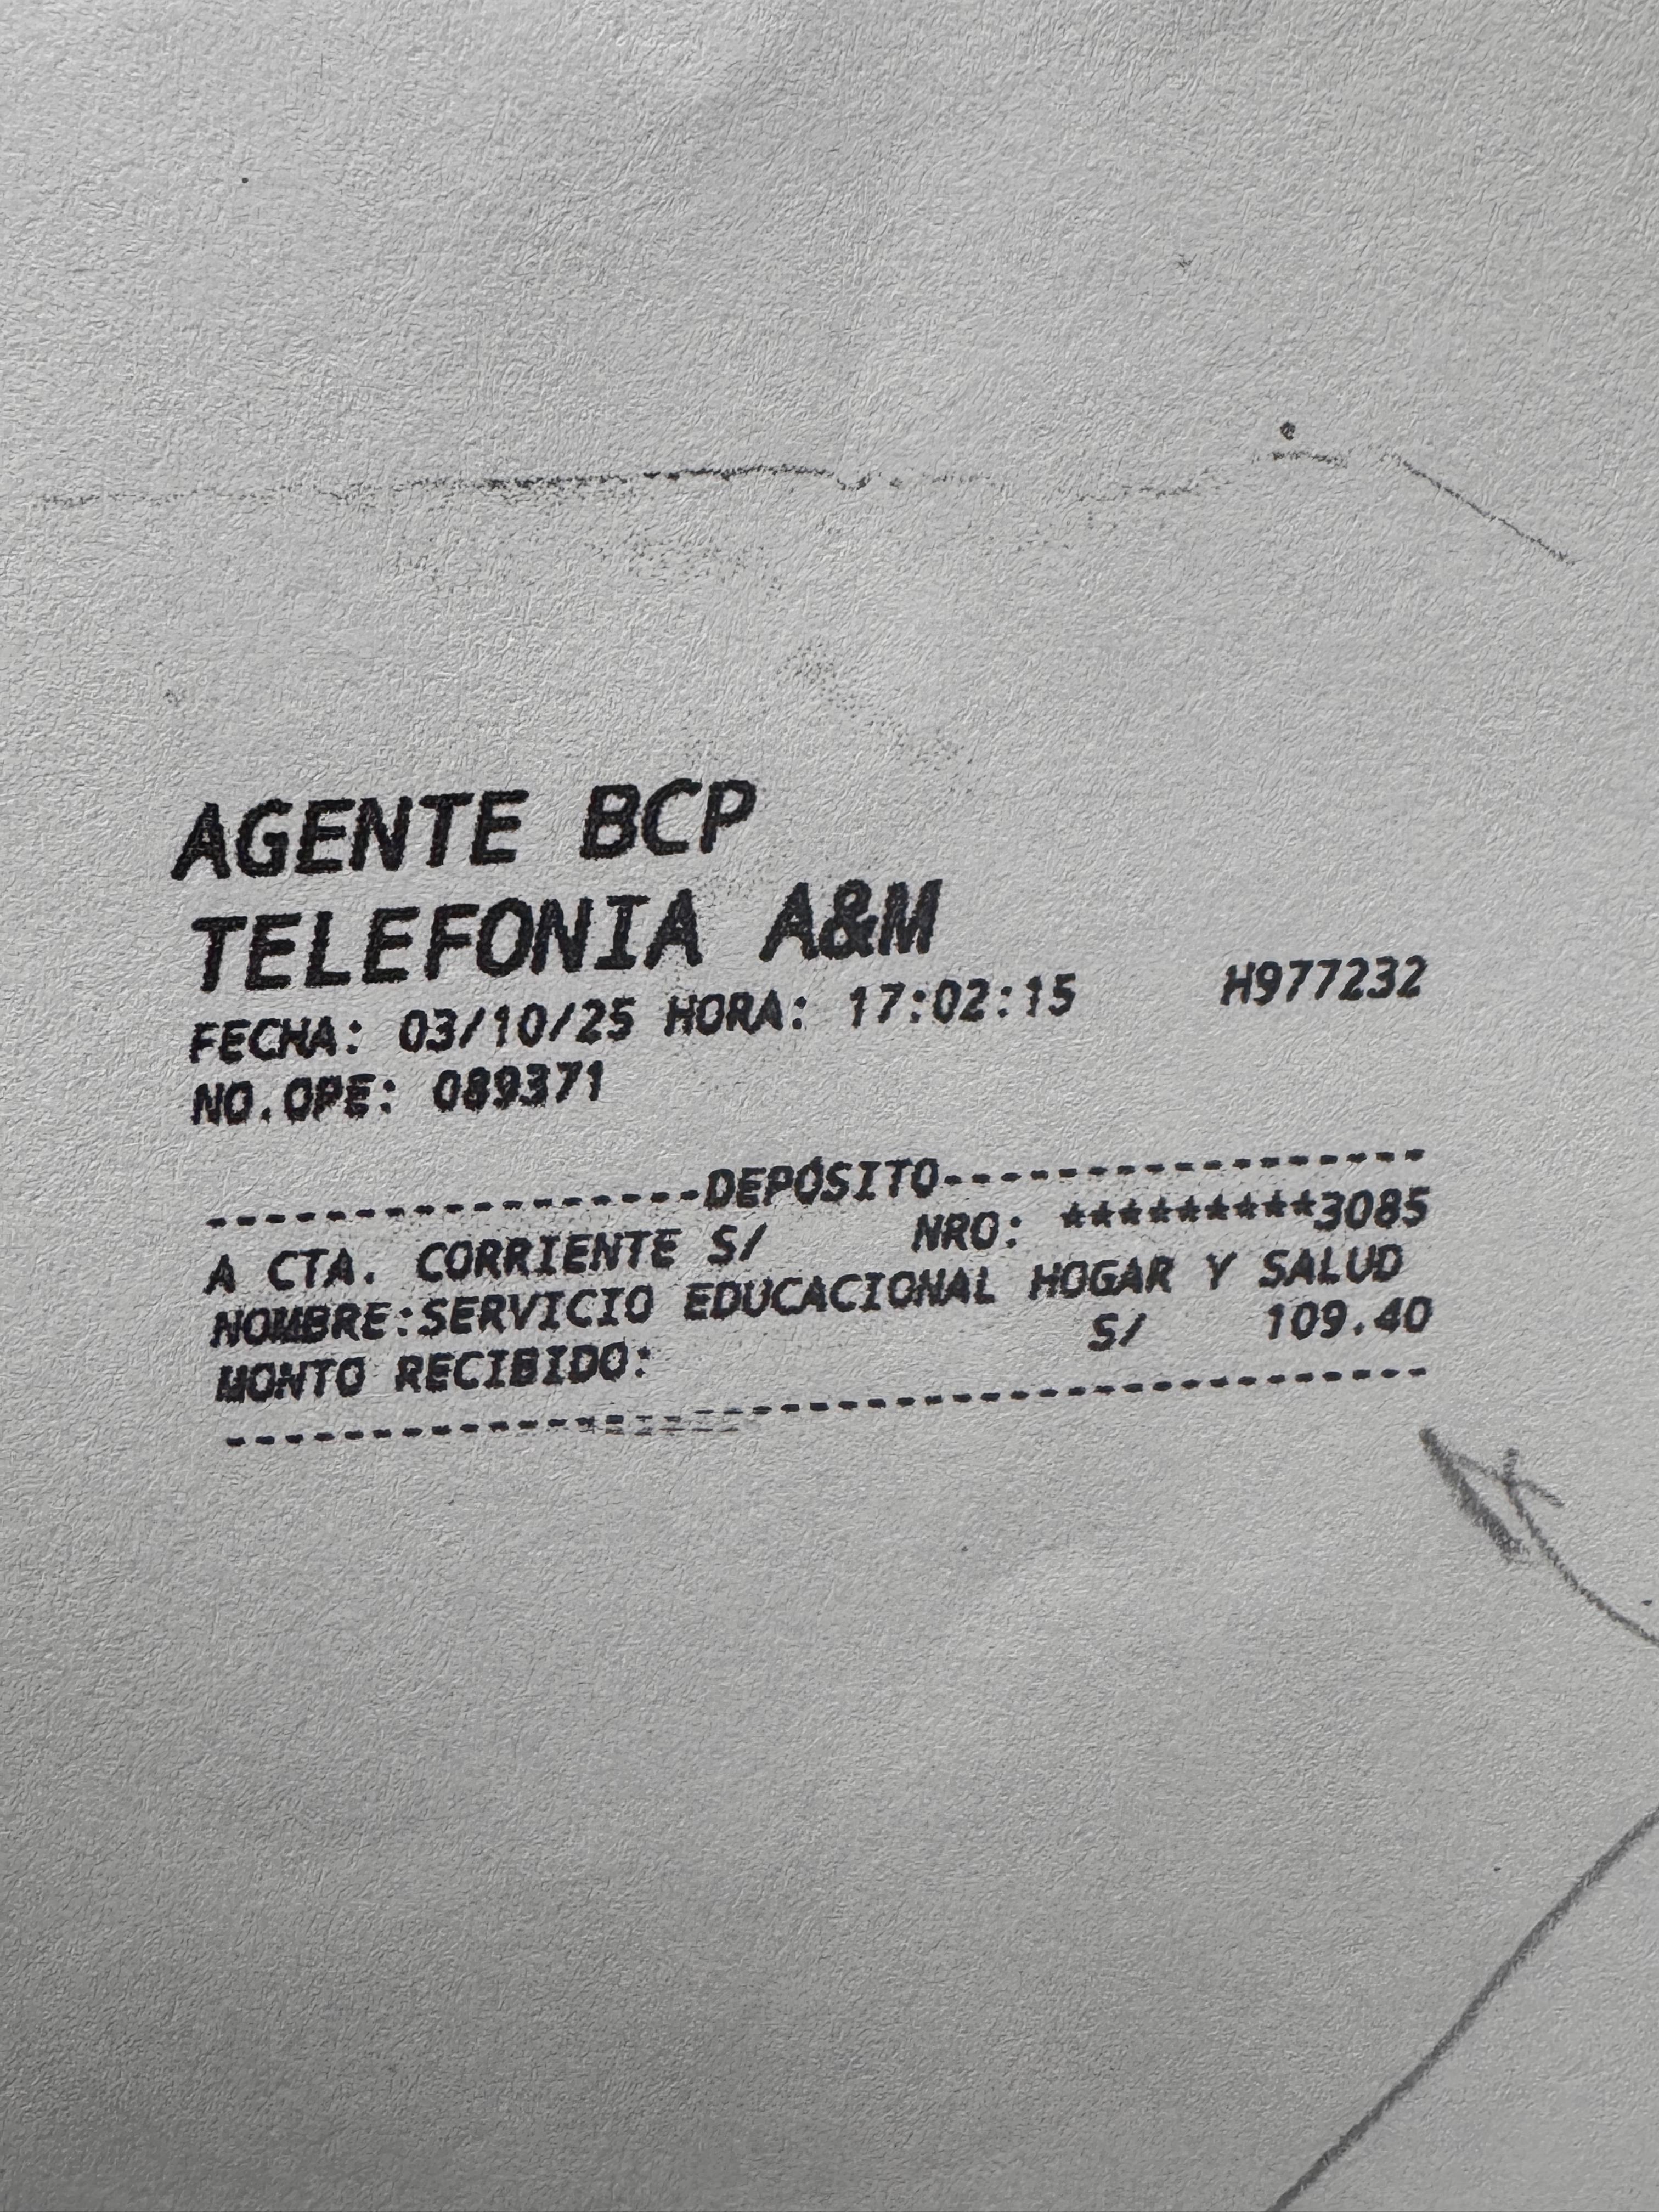 AGENTE BCP
TELEFONIA A&M
FECHA: 03/10/25 HORA: 17:02:15 H977232
NO.OPE: 089371
-----------------DEPÓSITO-----------------
A CTA. CORRIENTE S/ NRO: *********3085
NOMBRE:SERVICIO EDUCACIONAL HOGAR Y SALUD
MONTO RECIBIDO: S/ 109.40
------------------------------------------